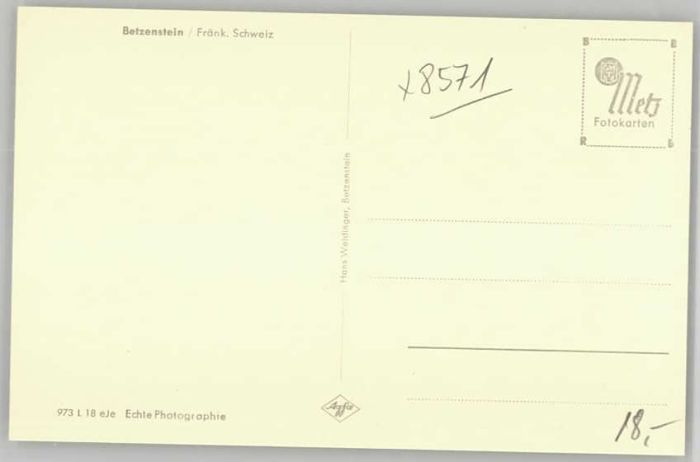 Betzenstein / Fränk. Schweiz
x8571
B B
Metz
Fotokarten
R
Hans Weidinger, Betzenstein
973 L 18 eJe Echte Photographie
Agfa
18,-